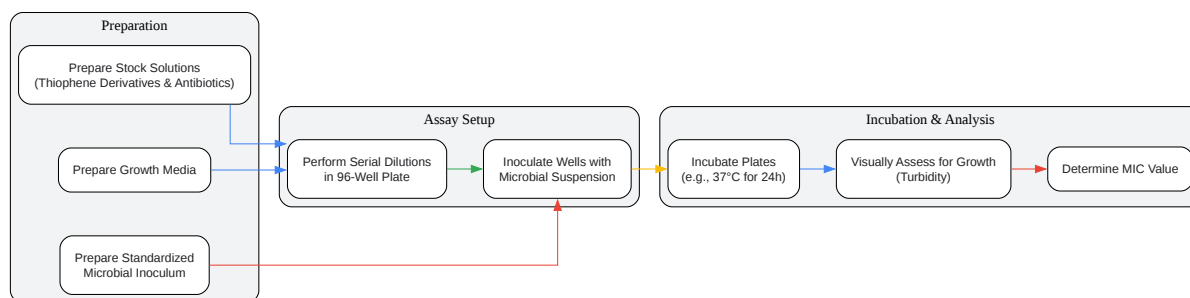 Preparation
Prepare Stock Solutions
(Thiophene Derivatives & Antibiotics)
Prepare Growth Media
Prepare Standardized
Microbial Inoculum
Assay Setup
Perform Serial Dilutions
in 96-Well Plate
Inoculate Wells with
Microbial Suspension
Incubation & Analysis
Incubate Plates
(e.g., 37°C for 24h)
Visually Assess for Growth
(Turbidity)
Determine MIC Value